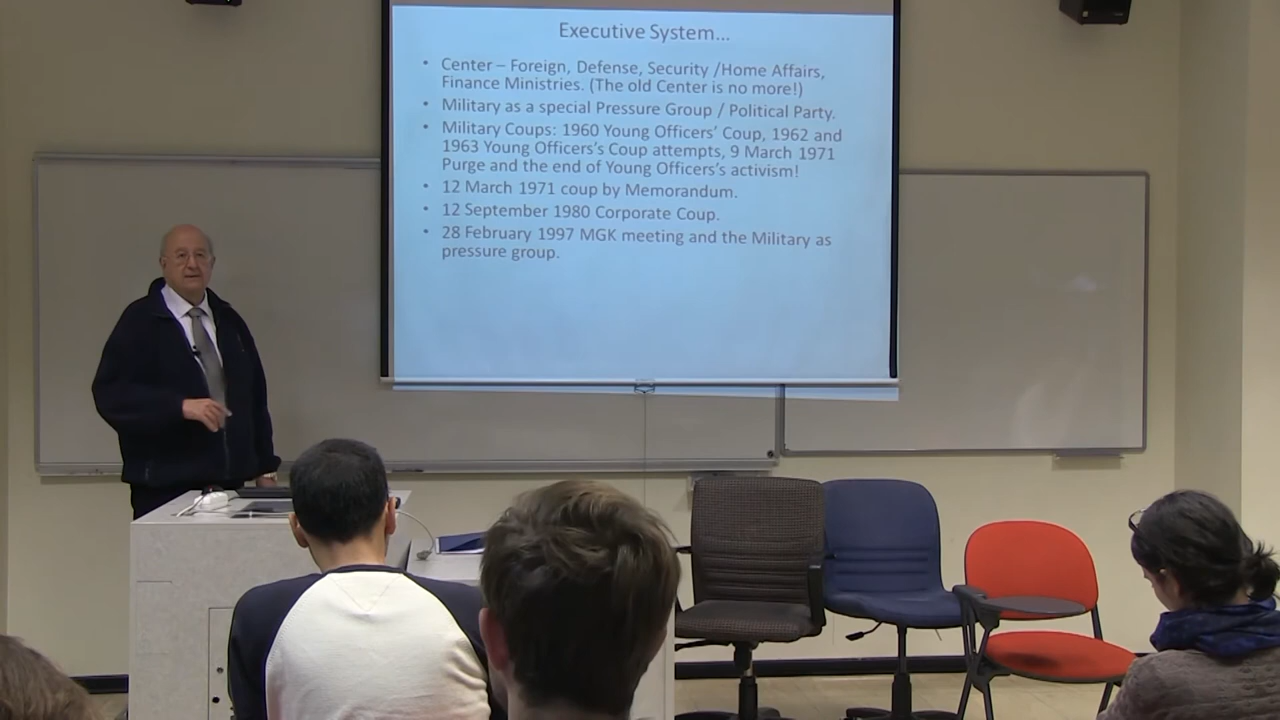 Executive System...
• Center – Foreign, Defense, Security /Home Affairs,
Finance Ministries. (The old Center is no more!)
• Military as a special Pressure Group / Political Party.
• Military Coups: 1960 Young Officers' Coup, 1962 and
1963 Young Officers's Coup attempts, 9 March 1971
Purge and the end of Young Officers's activism!
• 12 March 1971 coup by Memorandum.
• 12 September 1980 Corporate Coup.
• 28 February 1997 MGK meeting and the Military as
pressure group.